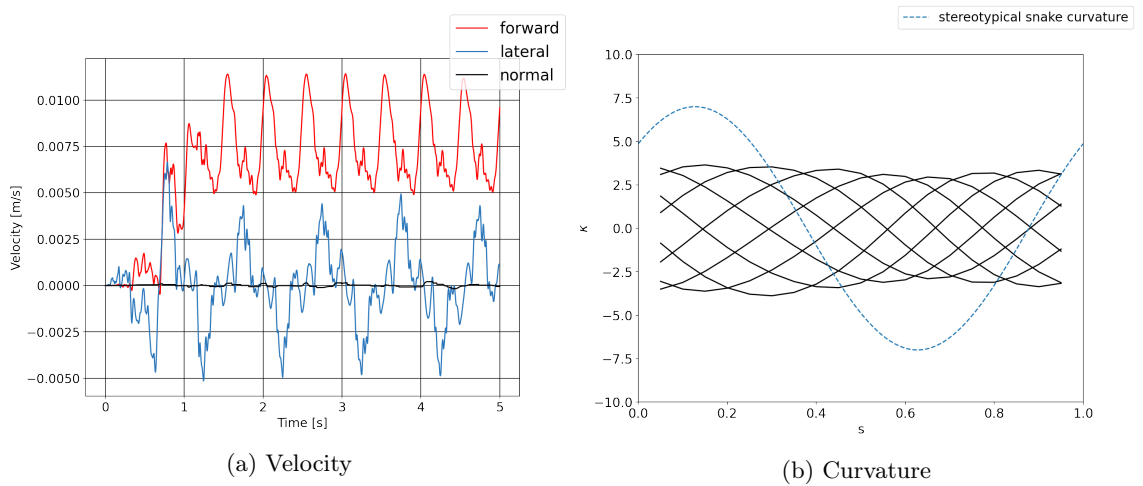 forward
lateral
normal
0.0100
0.0075
0.0050
0.0025
0.0000
−0.0025
−0.0050
Velocity [m/s]
0 1 2 3 4 5
Time [s]
(a) Velocity
stereotypical snake curvature
10.0
7.5
5.0
2.5
0.0
−2.5
−5.0
−7.5
−10.0
κ
0.0 0.2 0.4 0.6 0.8 1.0
s
(b) Curvature